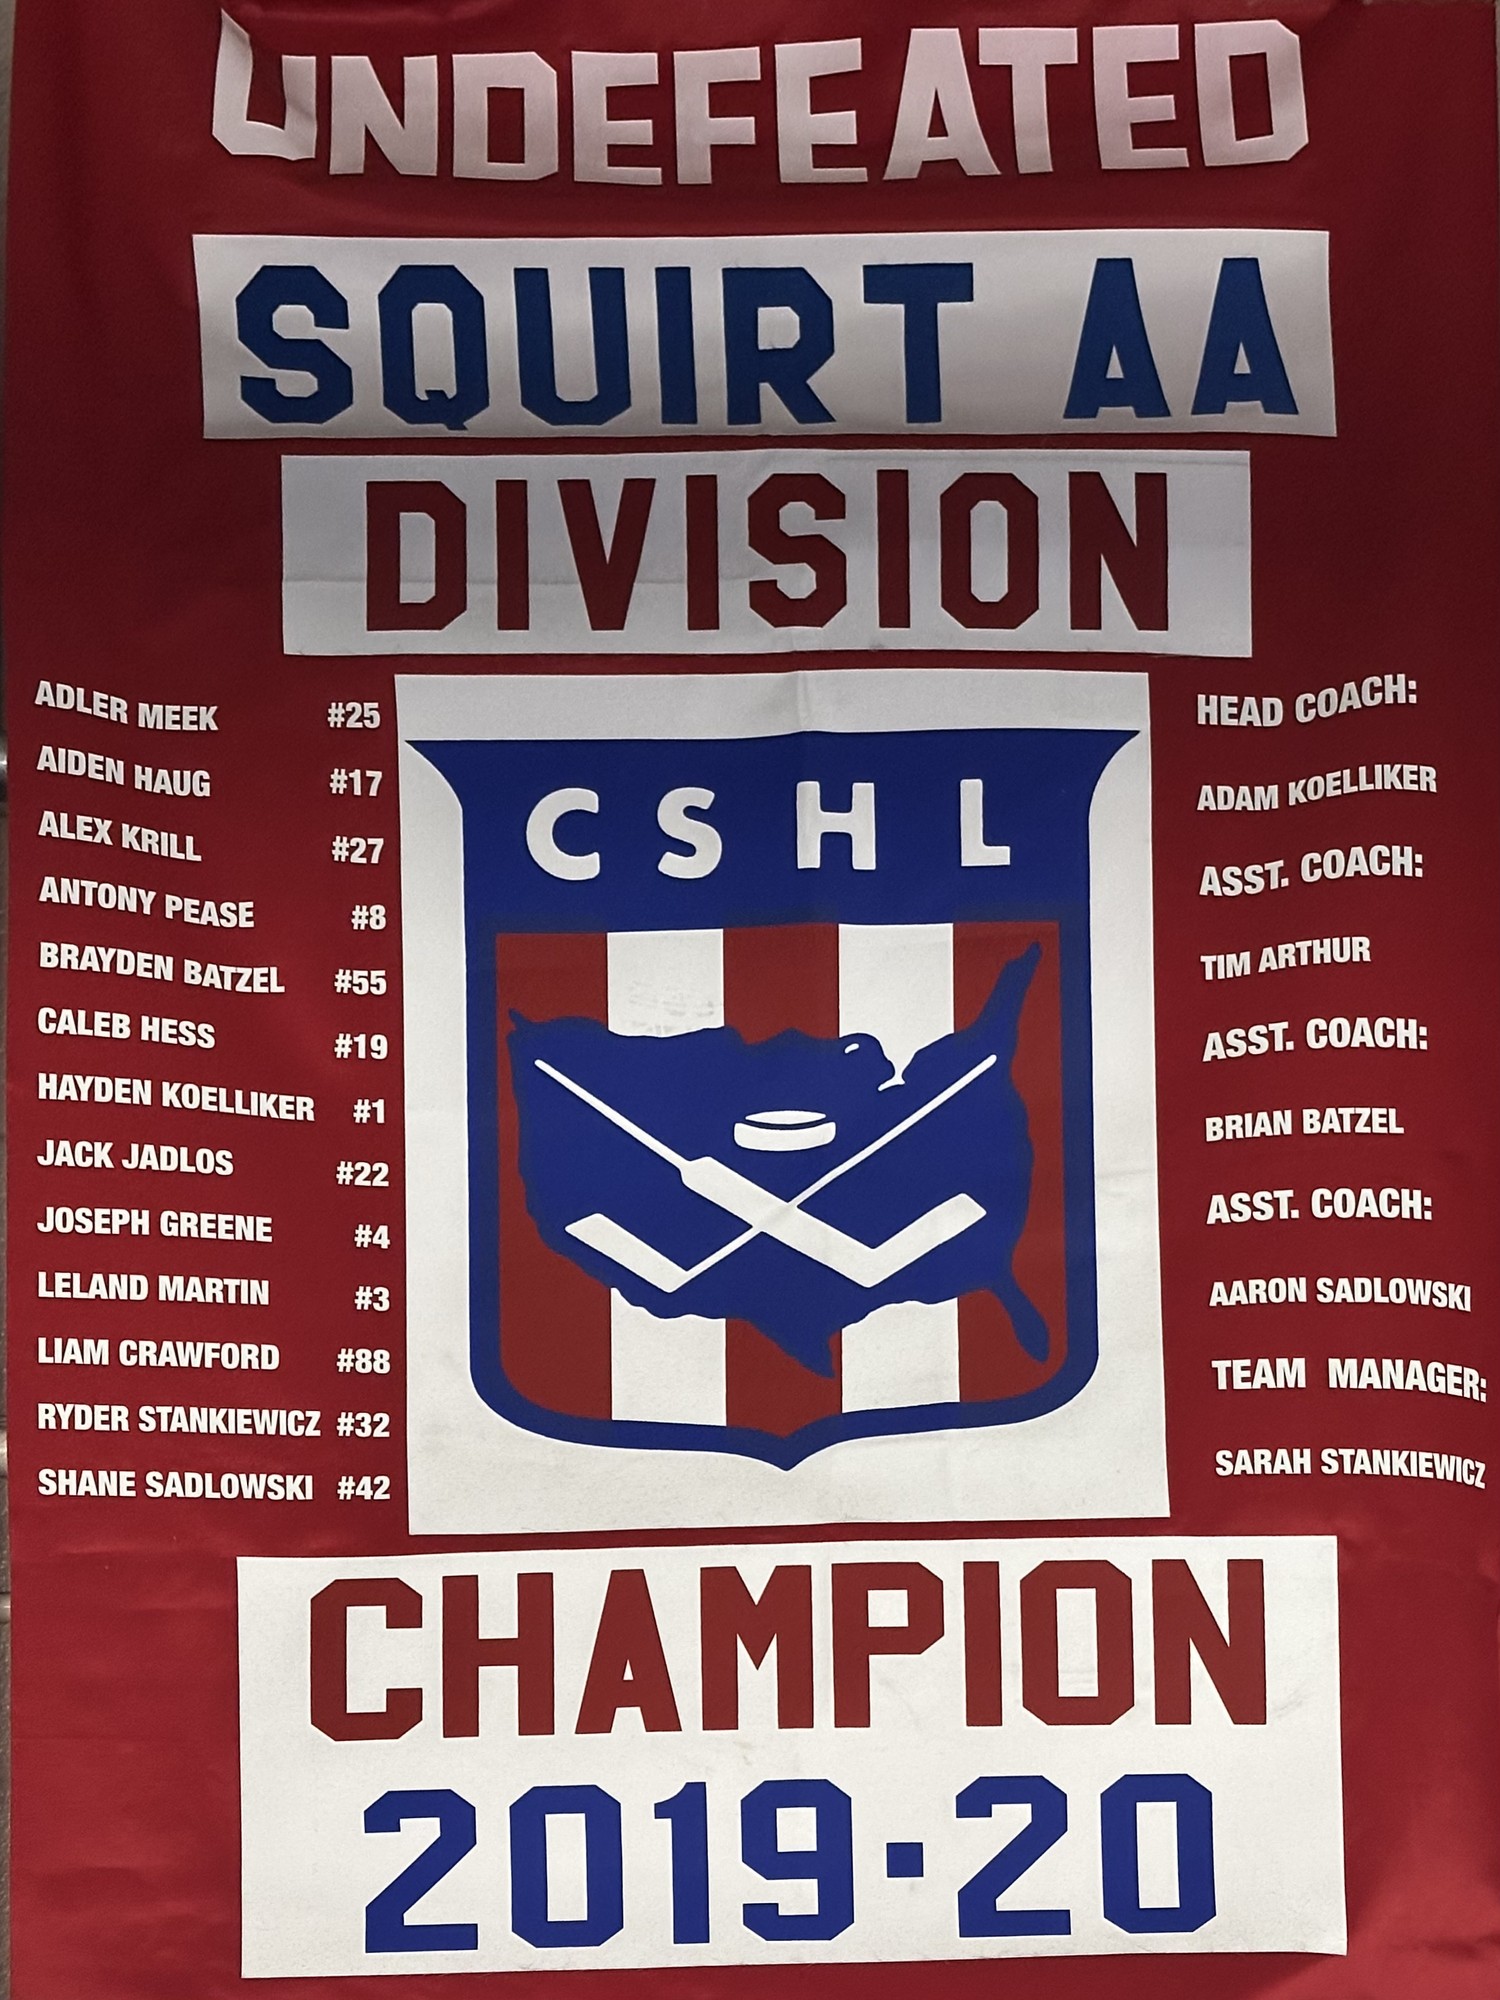 UNDEFEATED
SQUIRT AA
DIVISION
ADLER MEEK #25
AIDEN HAUG #17
ALEX KRILL #27
ANTONY PEASE #8
BRAYDEN BATZEL #55
CALEB HESS #19
HAYDEN KOELLIKER #1
JACK JADLOS #22
JOSEPH GREENE #4
LELAND MARTIN #3
LIAM CRAWFORD #88
RYDER STANKIEWICZ #32
SHANE SADLOWSKI #42
CSHL
HEAD COACH:
ADAM KOELLIKER
ASST. COACH:
TIM ARTHUR
ASST. COACH:
BRIAN BATZEL
ASST. COACH:
AARON SADLOWSKI
TEAM MANAGER:
SARAH STANKIEWICZ
CHAMPION
2019-20